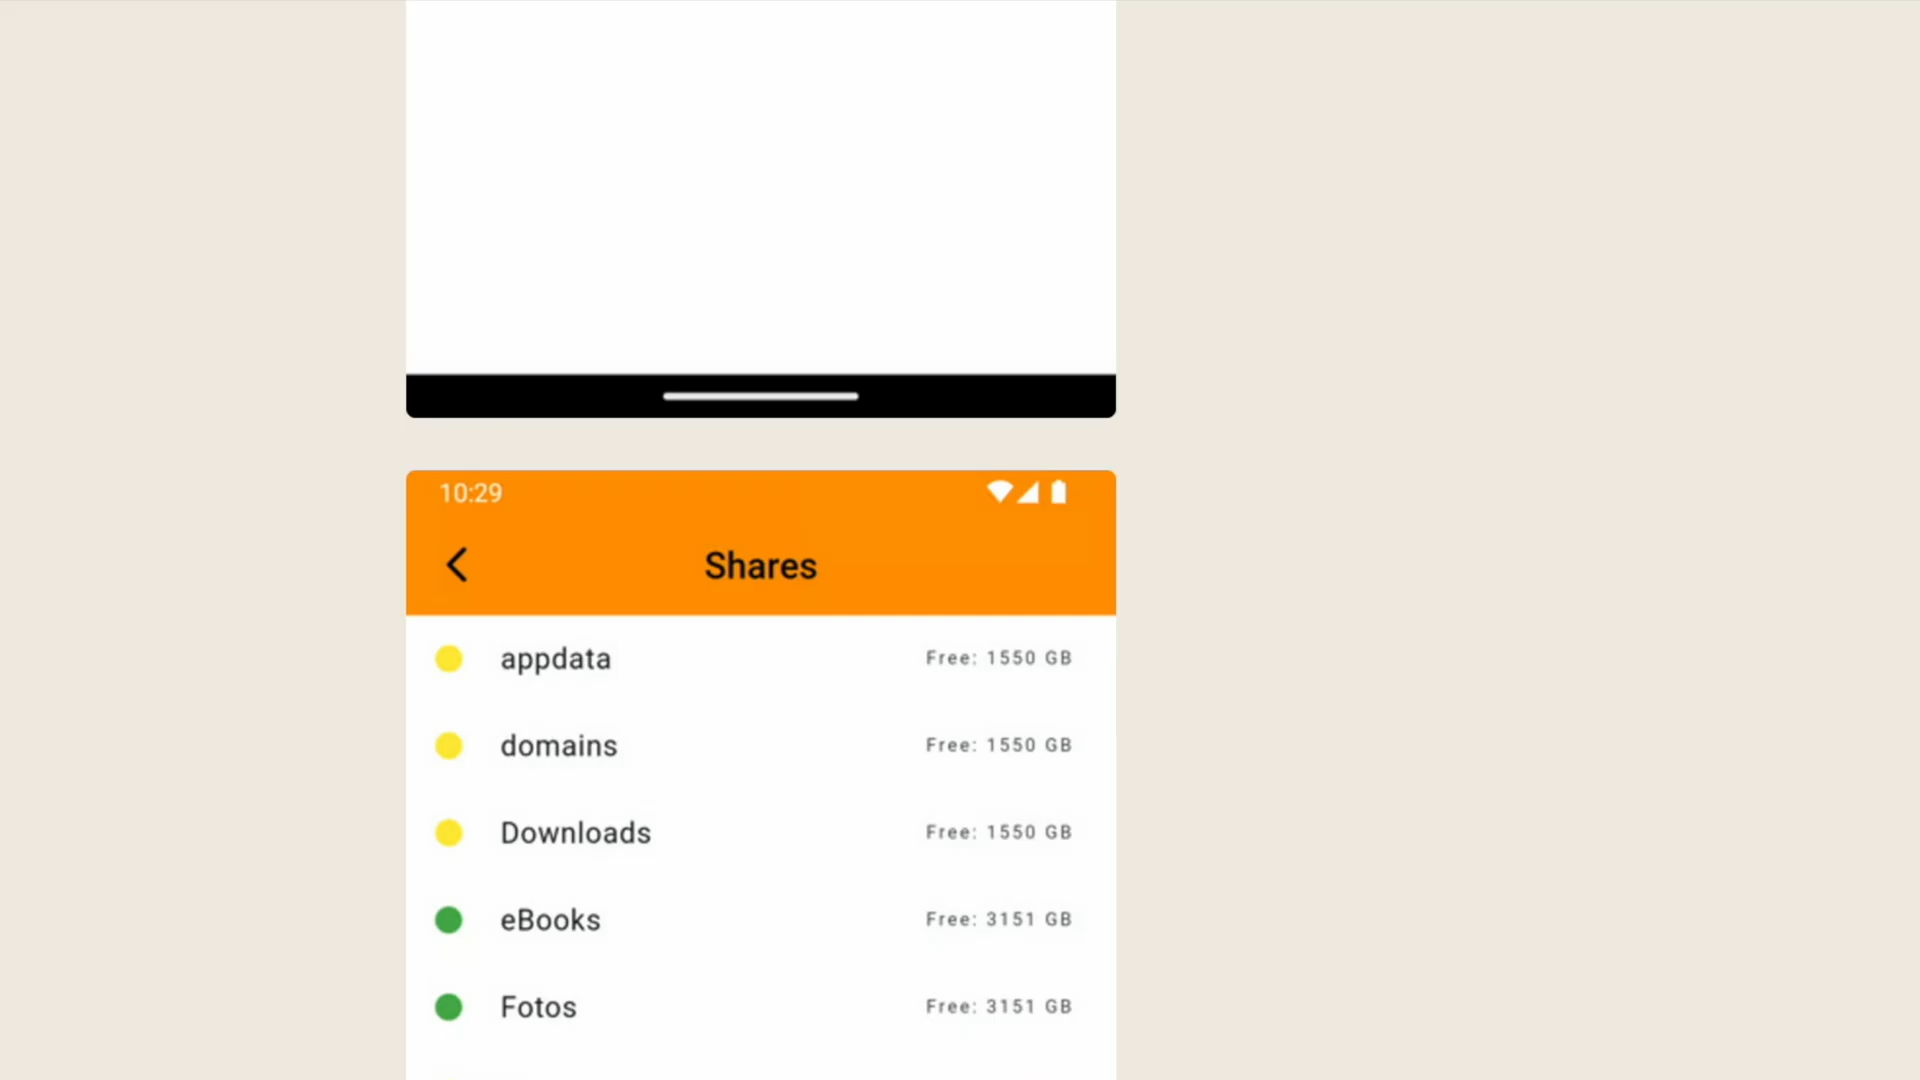 10:29
Shares
appdata Free: 1550 GB
domains Free: 1550 GB
Downloads Free: 1550 GB
eBooks Free: 3151 GB
Fotos Free: 3151 GB